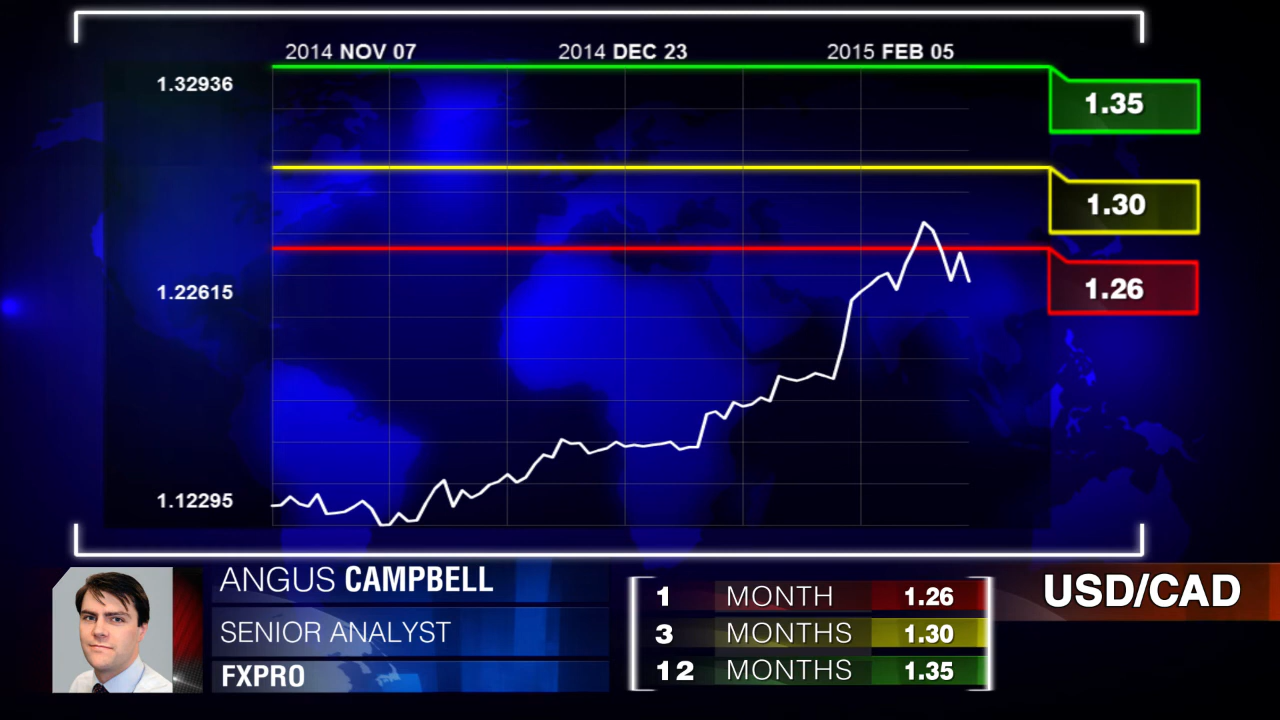 2014 NOV 07 2014 DEC 23 2015 FEB 05
1.32936
1.35
1.30
1.22615
1.26
1.12295
ANGUS CAMPBELL
SENIOR ANALYST
FXPRO
1 MONTH 1.26
3 MONTHS 1.30
12 MONTHS 1.35
USD/CAD